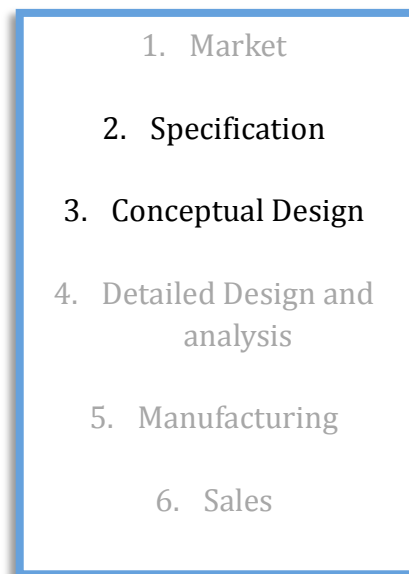 1. Market
2. Specification
3. Conceptual Design
4. Detailed Design and
analysis
5. Manufacturing
6. Sales